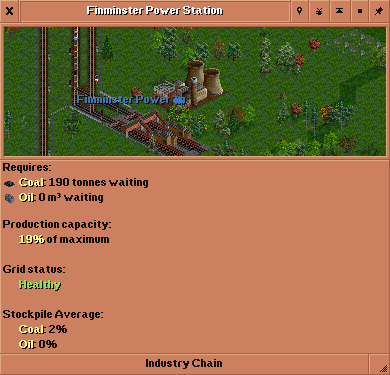 Finminster Power Station
Finminster Power
Requires:
Coal: 190 tonnes waiting
Oil: 0 m³ waiting
Production capacity:
19% of maximum
Grid status:
Healthy
Stockpile Average:
Coal: 2%
Oil: 0%
Industry Chain